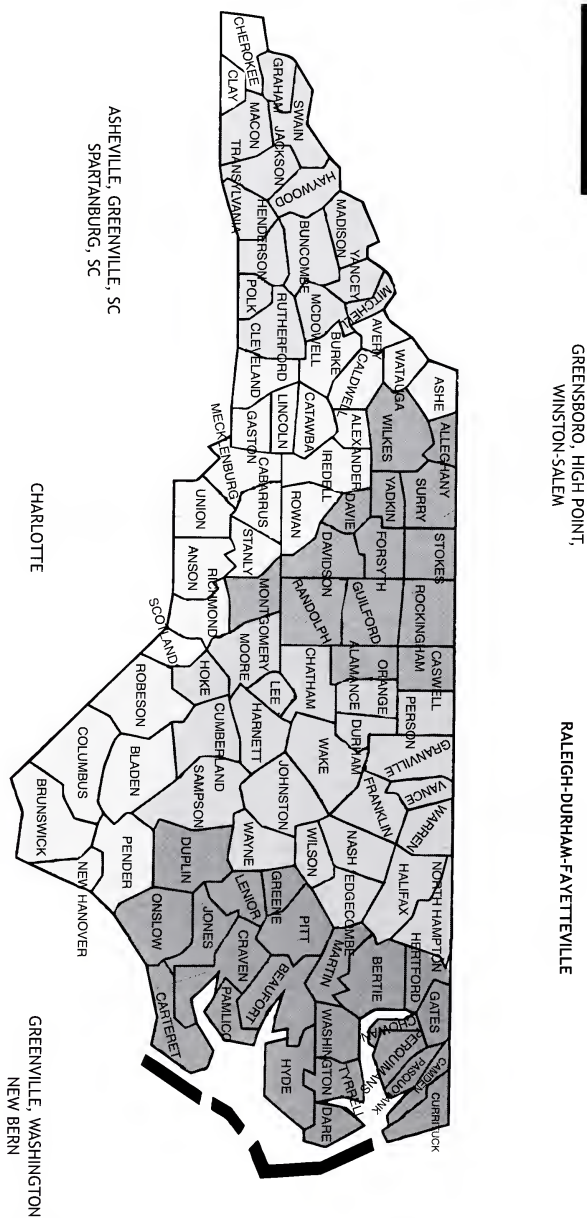 GREENSBORO, HIGH POINT,
WINSTON-SALEM
RALEIGH-DURHAM-FAYETTEVILLE
CHEROKEE
GRAHAM
SWAIN
CLAY
MACON
JACKSON
HAYWOOD
TRANSYLVANIA
HENDERSON
BUNCOMBE
MADISON
YANCEY
MITCHELL
AVERY
POLK
RUTHERFORD
MCDOWELL
BURKE
CALDWELL
WATAUGA
ASHE
CLEVELAND
LINCOLN
CATAWBA
ALEXANDER
WILKES
ALLEGHANY
GASTON
MECKLENBURG
CABARRUS
IREDELL
ROWAN
DAVIE
YADKIN
SURRY
STOKES
UNION
STANLY
ANSON
DAVIDSON
FORSYTH
ROCKINGHAM
RICHMOND
MONTGOMERY
RANDOLPH
GUILFORD
CASWELL
SCOTLAND
HOKE
MOORE
LEE
CHATHAM
ALAMANCE
ORANGE
PERSON
DURHAM
GRANVILLE
VANCE
WARREN
ROBESON
CUMBERLAND
HARNETT
WAKE
FRANKLIN
COLUMBUS
BLADEN
SAMPSON
JOHNSTON
NASH
HALIFAX
NORTH HAMPTON
BRUNSWICK
NEW HANOVER
PENDER
DUPLIN
WAYNE
WILSON
EDGECOMBE
HERTFORD
GATES
ONSLOW
JONES
LENIOR
GREENE
PITT
MARTIN
BERTIE
CHOWAN
PERQUIMANS
PASQUOTANK
CAMDEN
CURRITUCK
CARTERET
CRAVEN
PAMLICO
BEAUFORT
WASHINGTON
TYRRELL
HYDE
DARE
ASHEVILLE, GREENVILLE, SC
SPARTANBURG, SC
CHARLOTTE
GREENVILLE, WASHINGTON
NEW BERN